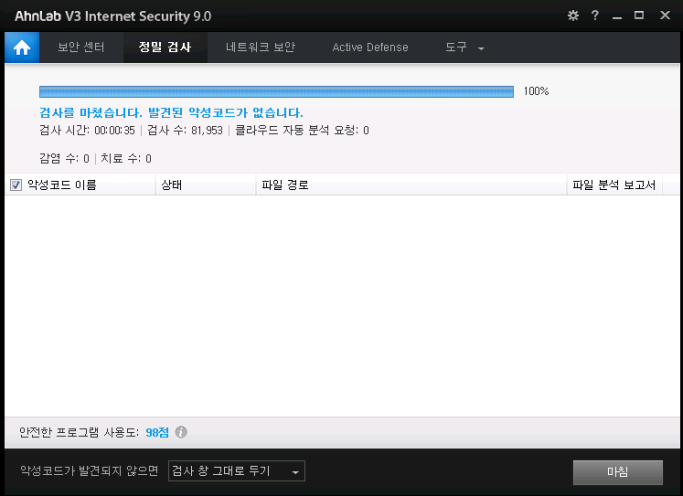 AhnLab V3 Internet Security 9.0
보안 센터 정밀 검사 네트워크 보안 Active Defense 도구
100%
검사를 마쳤습니다. 발견된 악성코드가 없습니다.
검사 시간: 00:00:35 | 검사 수: 81,953 | 클라우드 자동 분석 요청: 0
감염 수: 0 | 치료 수: 0
악성코드 이름 상태 파일 경로 파일 분석 보고서
안전한 프로그램 사용도: 98점
악성코드가 발견되지 않으면 검사 창 그대로 두기 마침